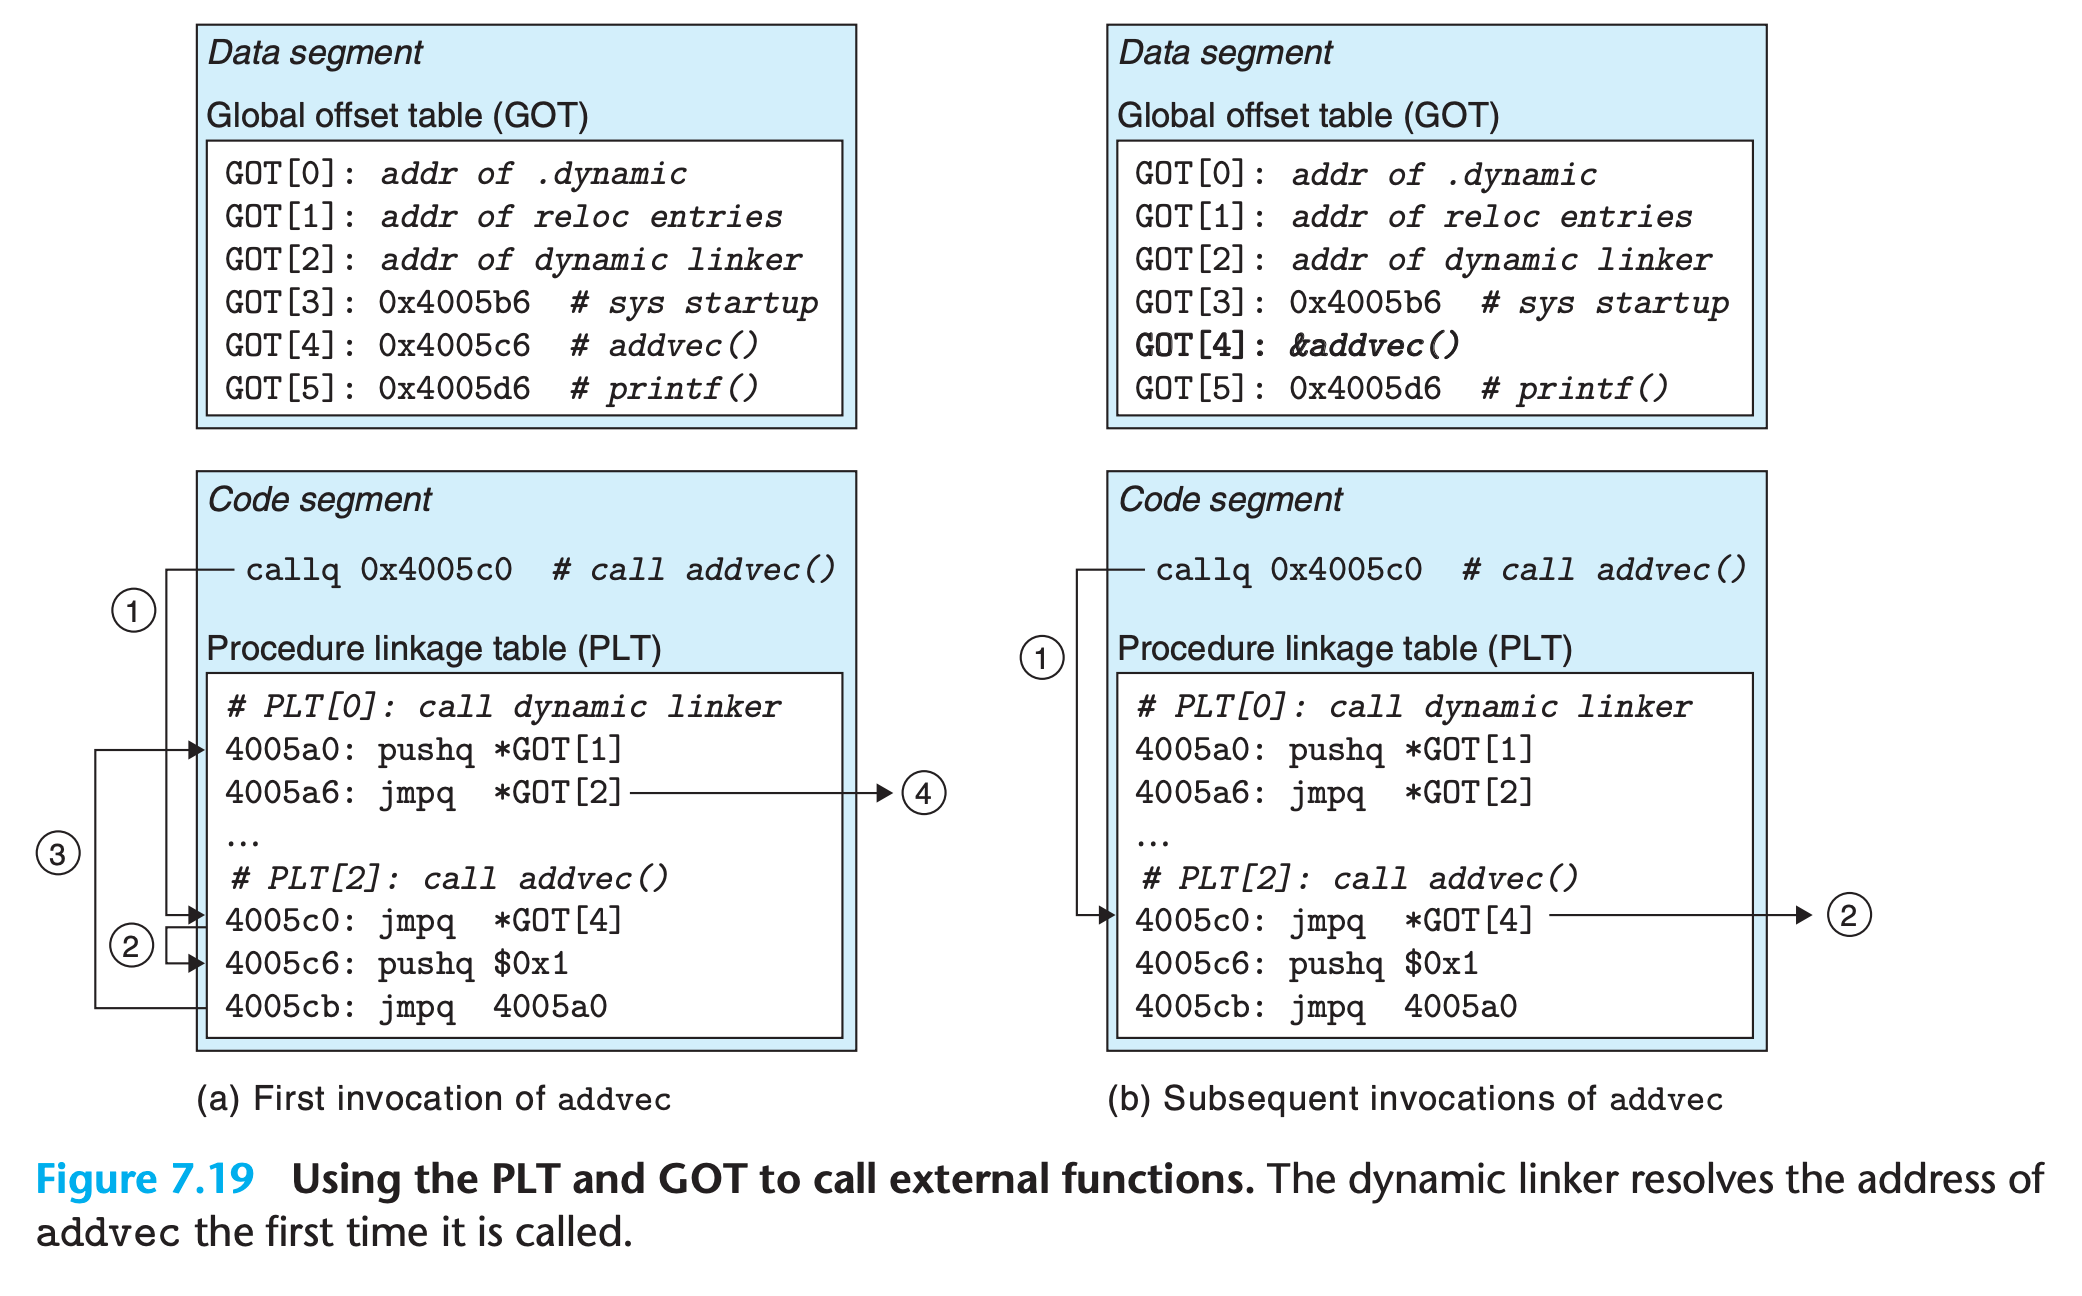 Data segment
Global offset table (GOT)
GOT[0]: addr of .dynamic
GOT[1]: addr of reloc entries
GOT[2]: addr of dynamic linker
GOT[3]: 0x4005b6 # sys startup
GOT[4]: 0x4005c6 # addvec()
GOT[5]: 0x4005d6 # printf()
Code segment
callq 0x4005c0 # call addvec()
1
Procedure linkage table (PLT)
# PLT[0]: call dynamic linker
4005a0: pushq *GOT[1]
4005a6: jmpq *GOT[2]
4
...
3
# PLT[2]: call addvec()
4005c0: jmpq *GOT[4]
2
4005c6: pushq $0x1
4005cb: jmpq 4005a0
(a) First invocation of addvec
Data segment
Global offset table (GOT)
GOT[0]: addr of .dynamic
GOT[1]: addr of reloc entries
GOT[2]: addr of dynamic linker
GOT[3]: 0x4005b6 # sys startup
GOT[4]: &addvec()
GOT[5]: 0x4005d6 # printf()
Code segment
callq 0x4005c0 # call addvec()
1
Procedure linkage table (PLT)
# PLT[0]: call dynamic linker
4005a0: pushq *GOT[1]
4005a6: jmpq *GOT[2]
...
# PLT[2]: call addvec()
4005c0: jmpq *GOT[4]
2
4005c6: pushq $0x1
4005cb: jmpq 4005a0
(b) Subsequent invocations of addvec
Figure 7.19 Using the PLT and GOT to call external functions. The dynamic linker resolves the address of
addvec the first time it is called.